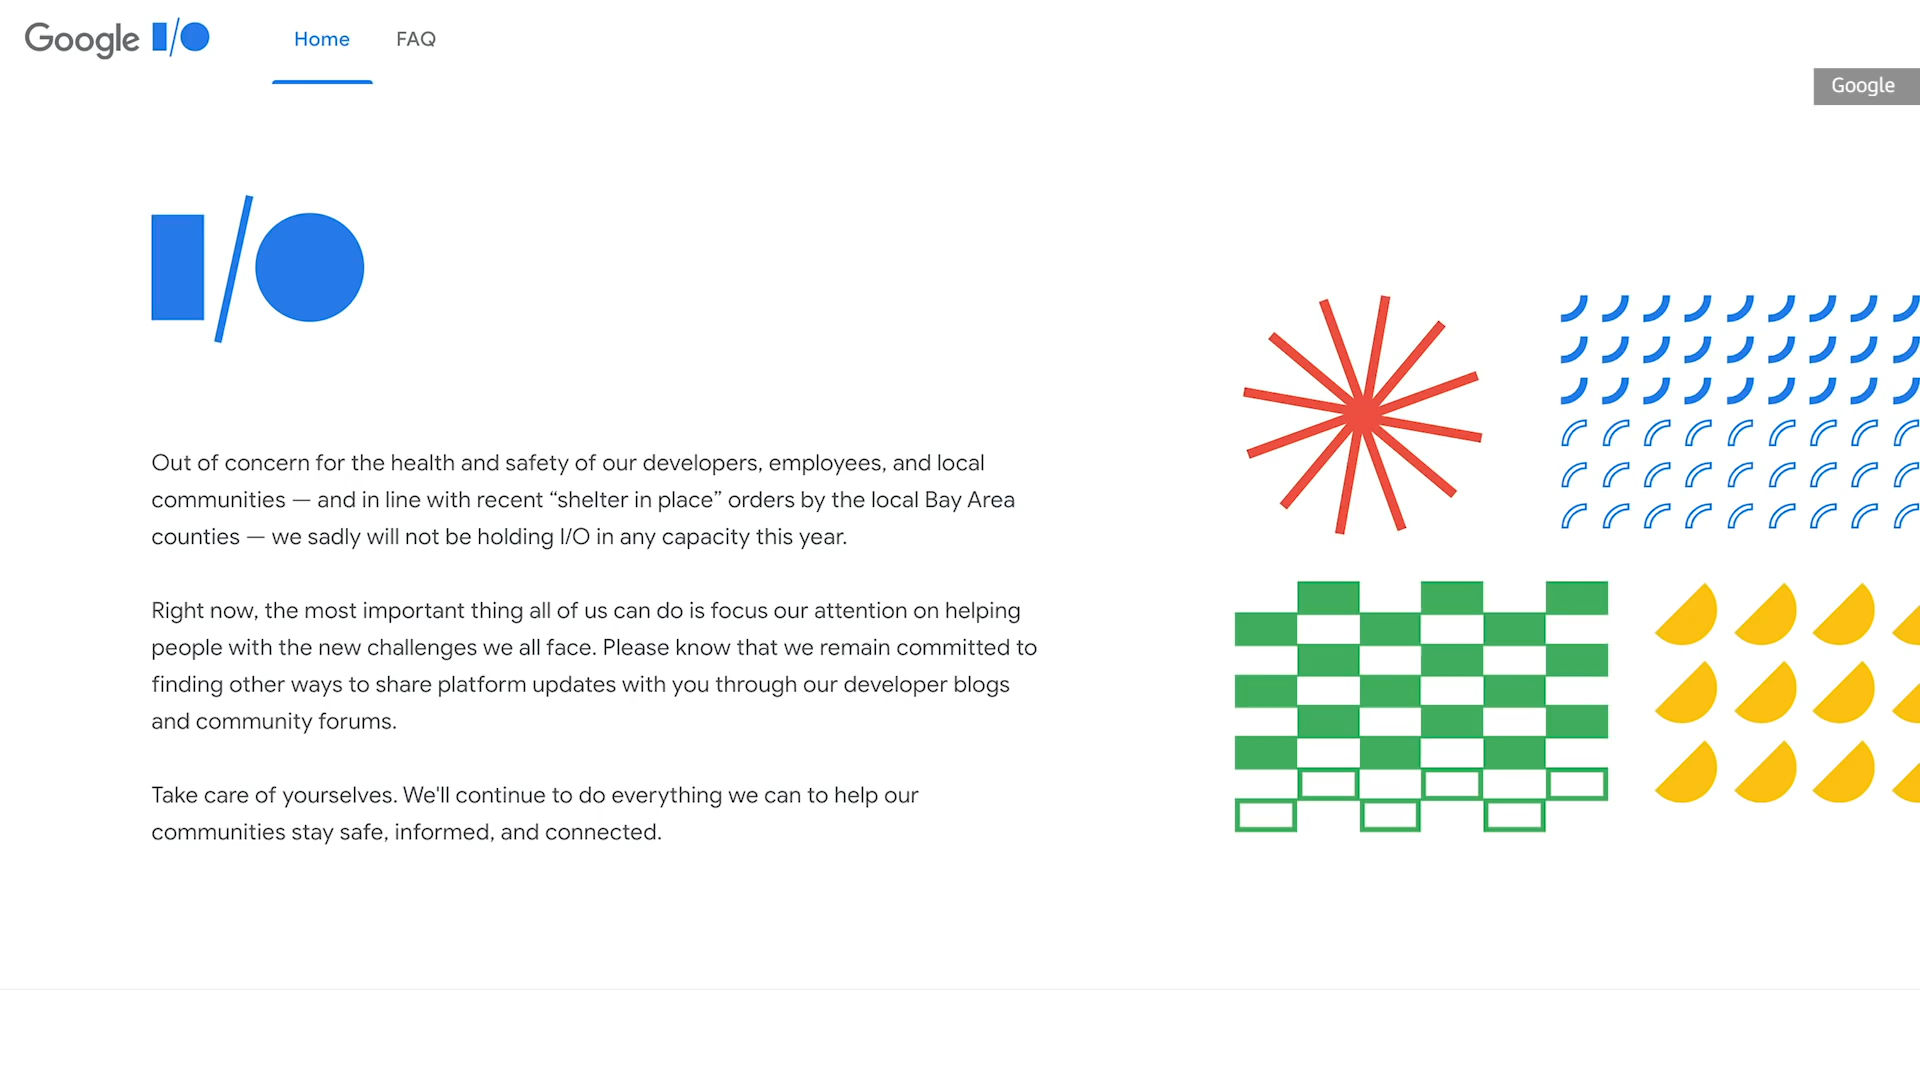 Google I/O
Home
FAQ
Google
I/O
Out of concern for the health and safety of our developers, employees, and local
communities — and in line with recent “shelter in place” orders by the local Bay Area
counties — we sadly will not be holding I/O in any capacity this year.
Right now, the most important thing all of us can do is focus our attention on helping
people with the new challenges we all face. Please know that we remain committed to
finding other ways to share platform updates with you through our developer blogs
and community forums.
Take care of yourselves. We'll continue to do everything we can to help our
communities stay safe, informed, and connected.